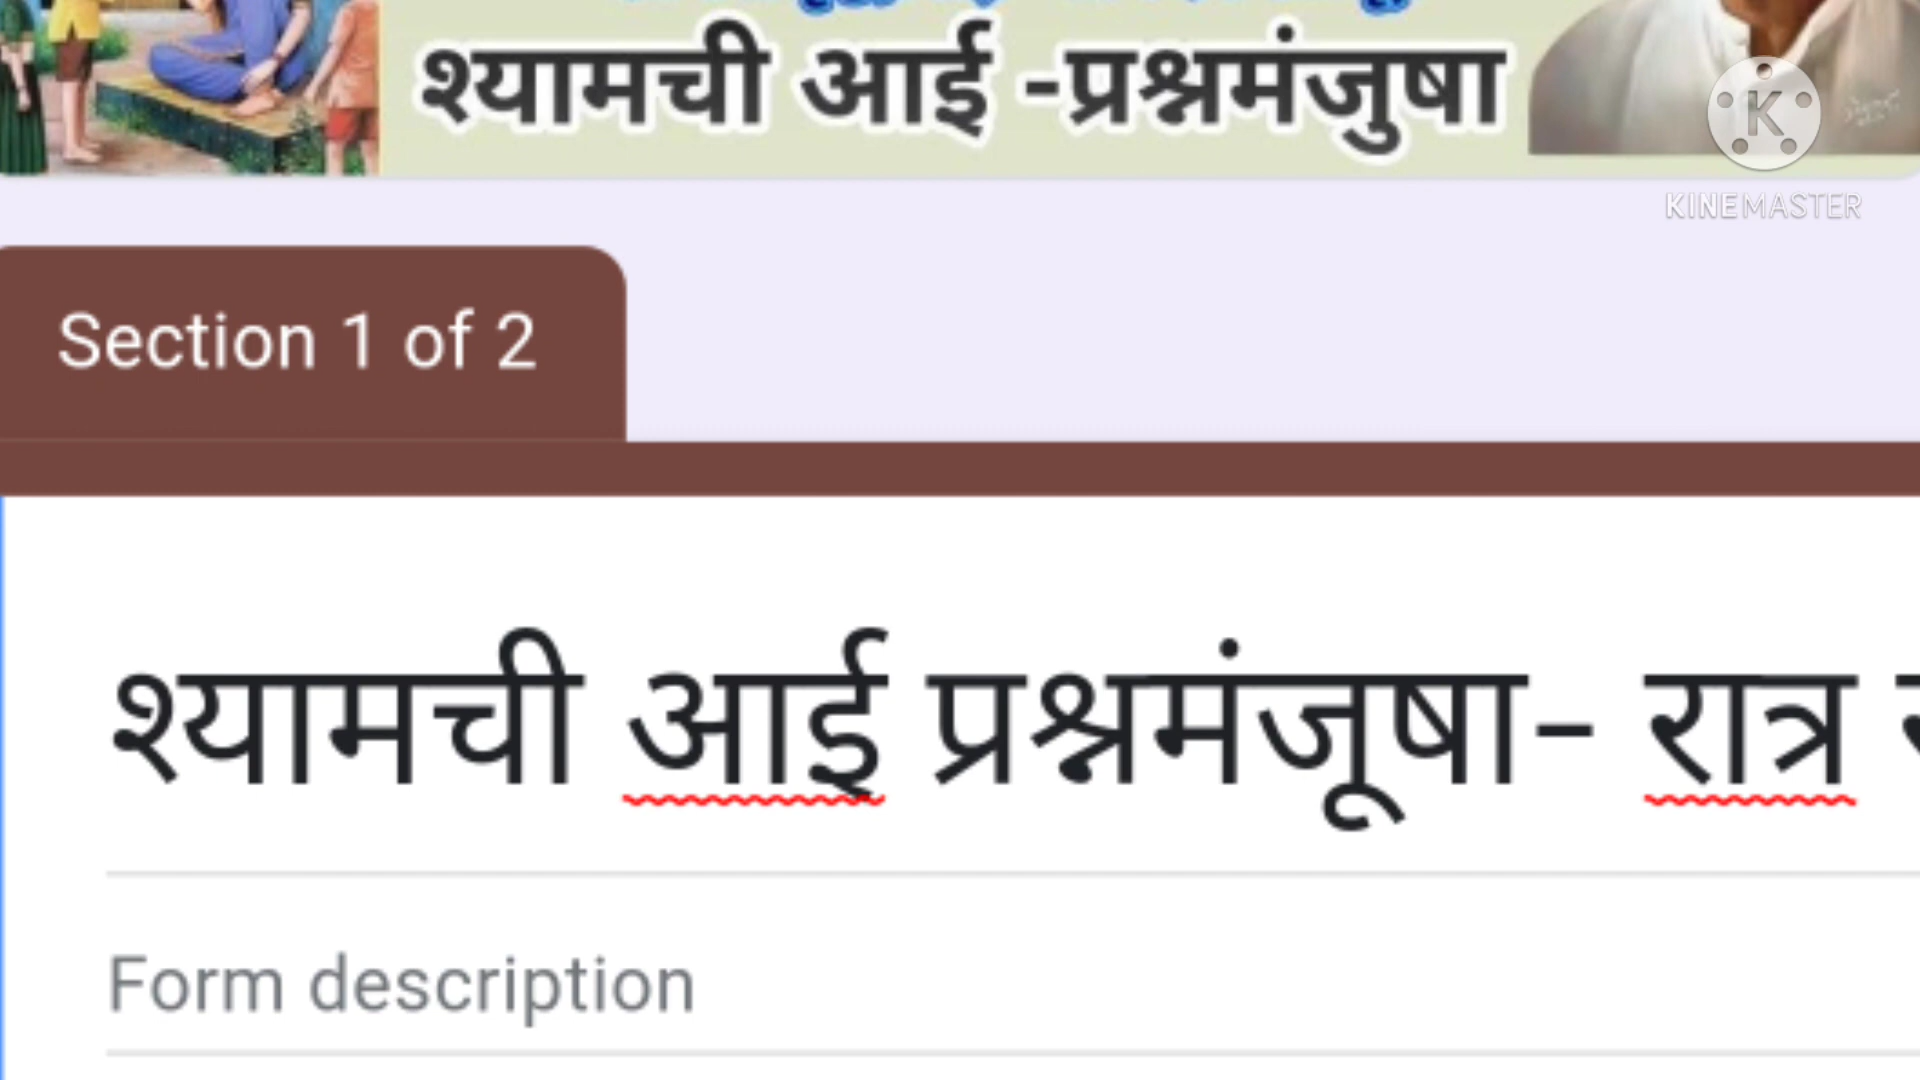 श्यामची आई -प्रश्नमंजुषा
K
KINEMASTER
Section 1 of 2
श्यामची आई प्रश्नमंजूषा- रात्र
Form description